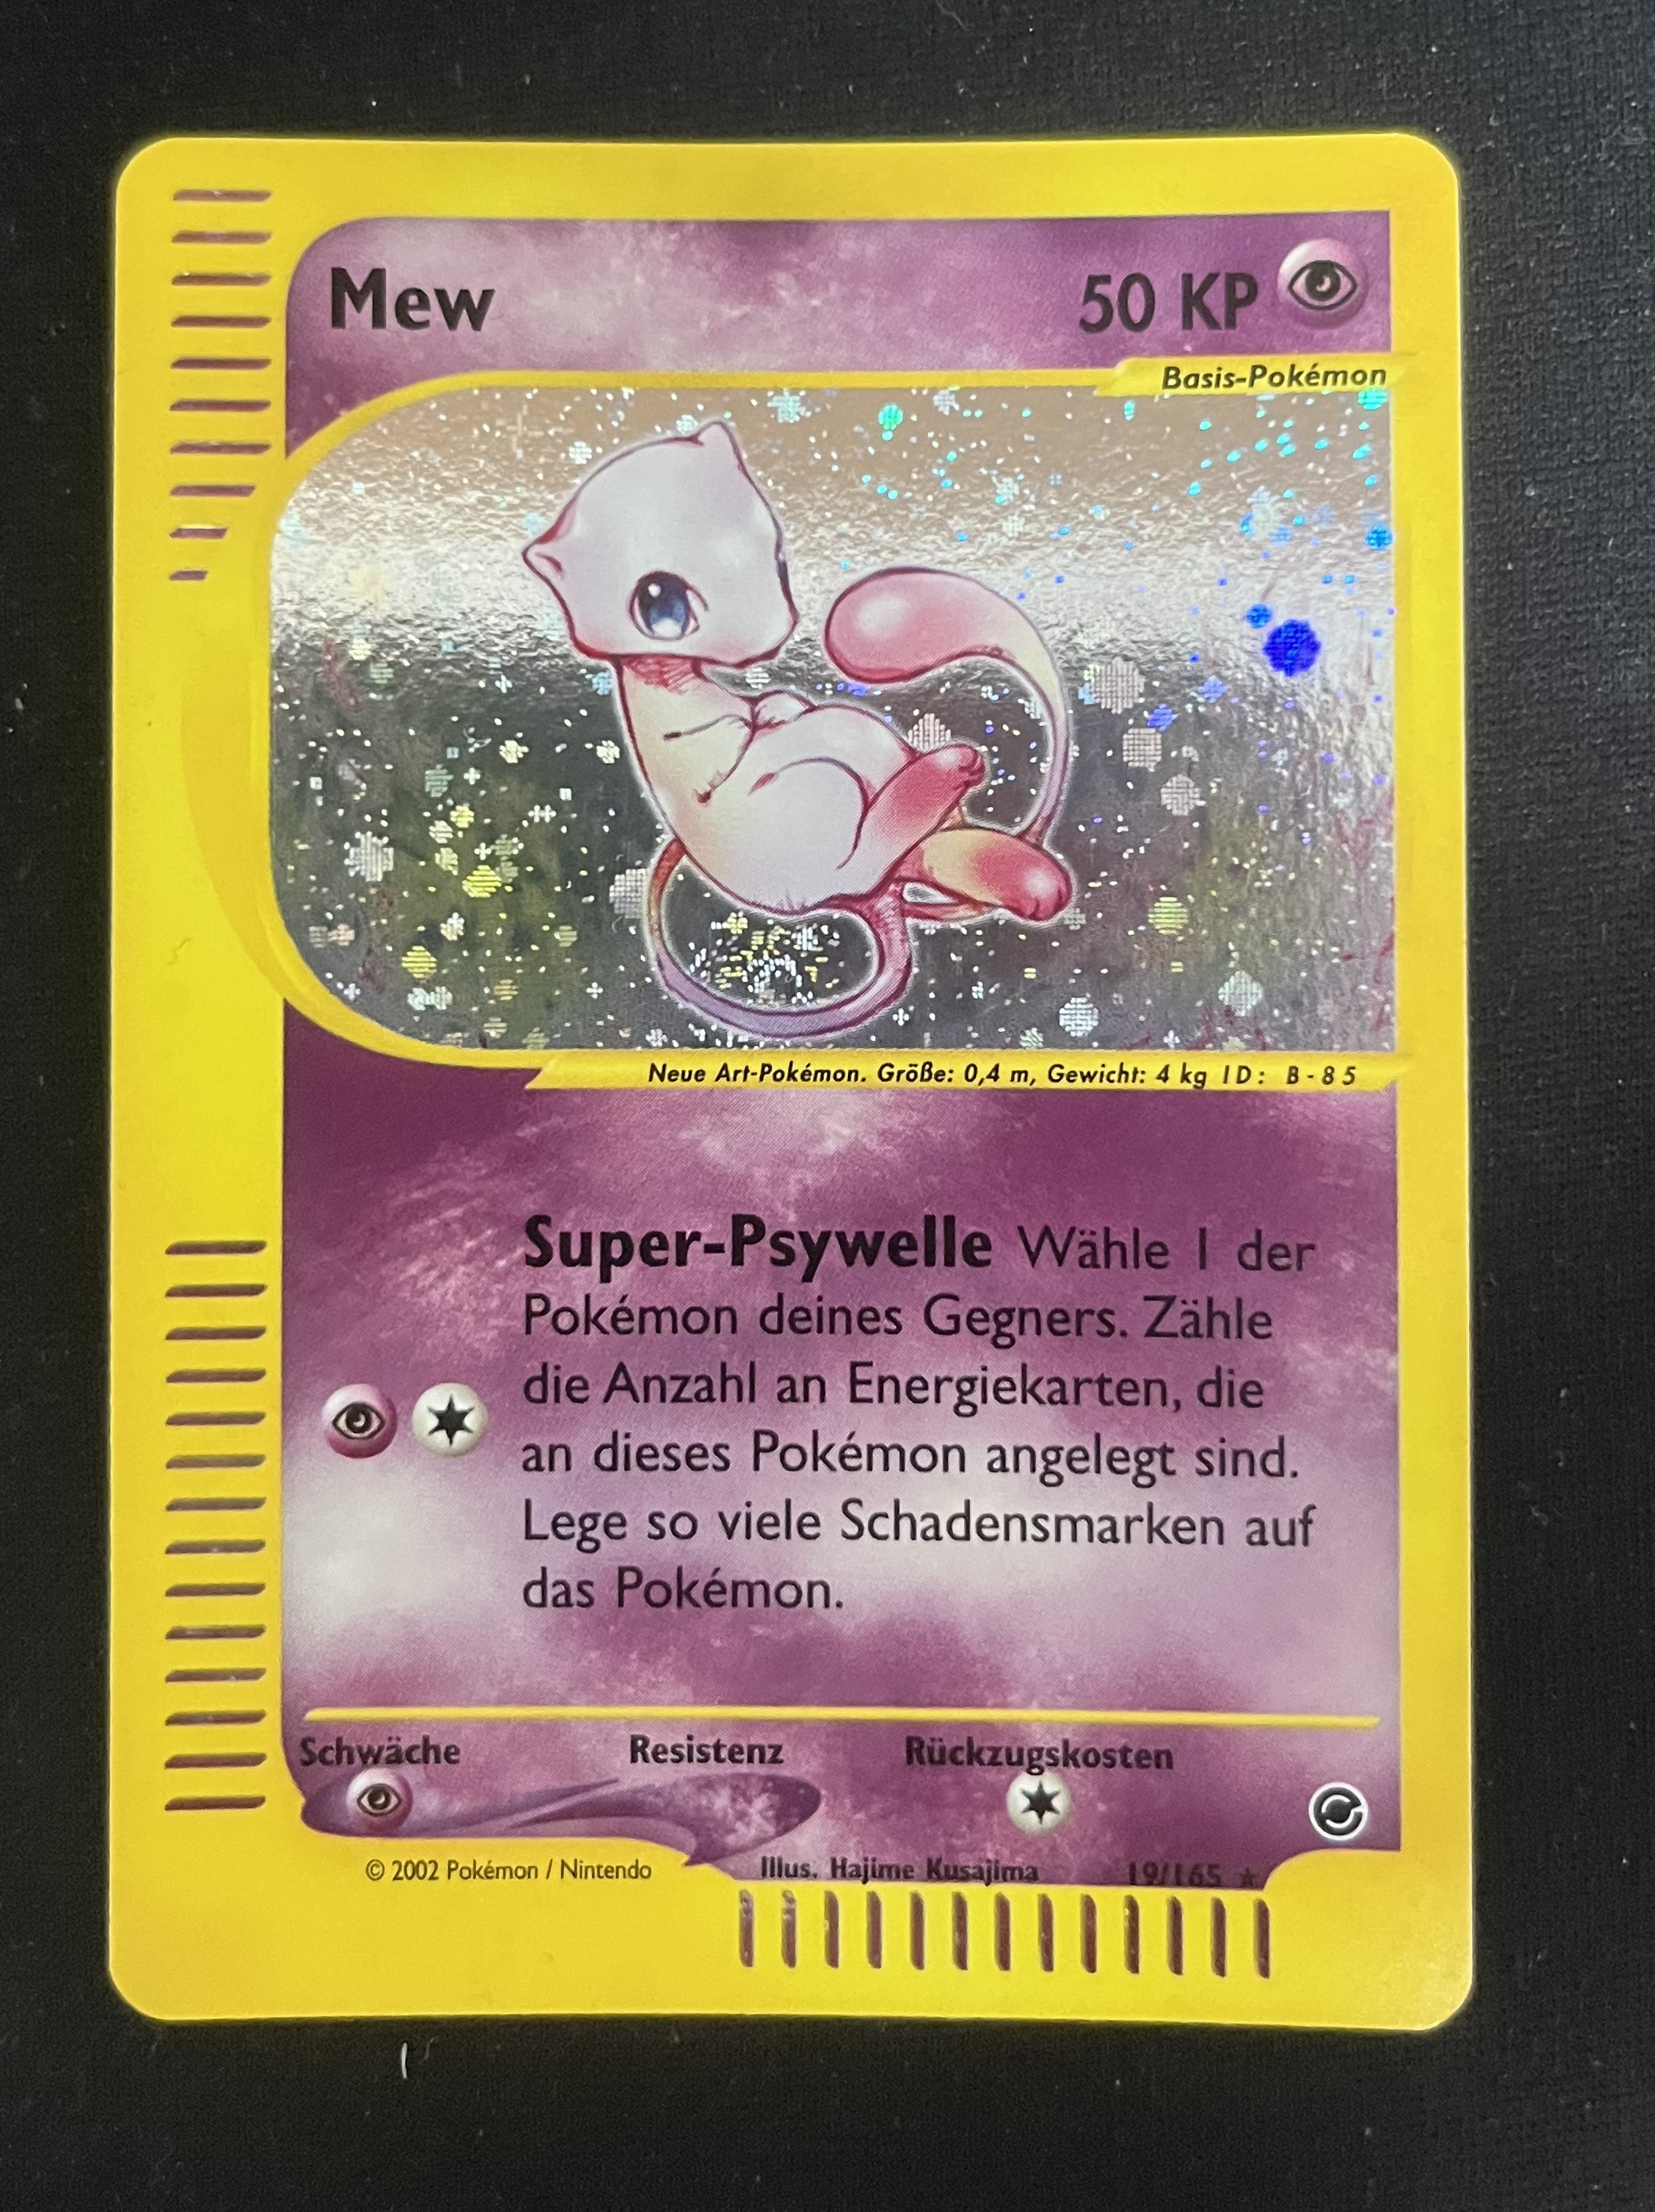 Mew
50 KP
Basis-Pokémon
Neue Art-Pokémon. Größe: 0,4 m, Gewicht: 4 kg ID: B-85
Super-Psywelle Wähle 1 der
Pokémon deines Gegners. Zähle
die Anzahl an Energiekarten, die
an dieses Pokémon angelegt sind.
Lege so viele Schadensmarken auf
das Pokémon.
Schwäche Resistenz Rückzugskosten
© 2002 Pokémon / Nintendo Illus. Hajime Kusajima 19/165 ★